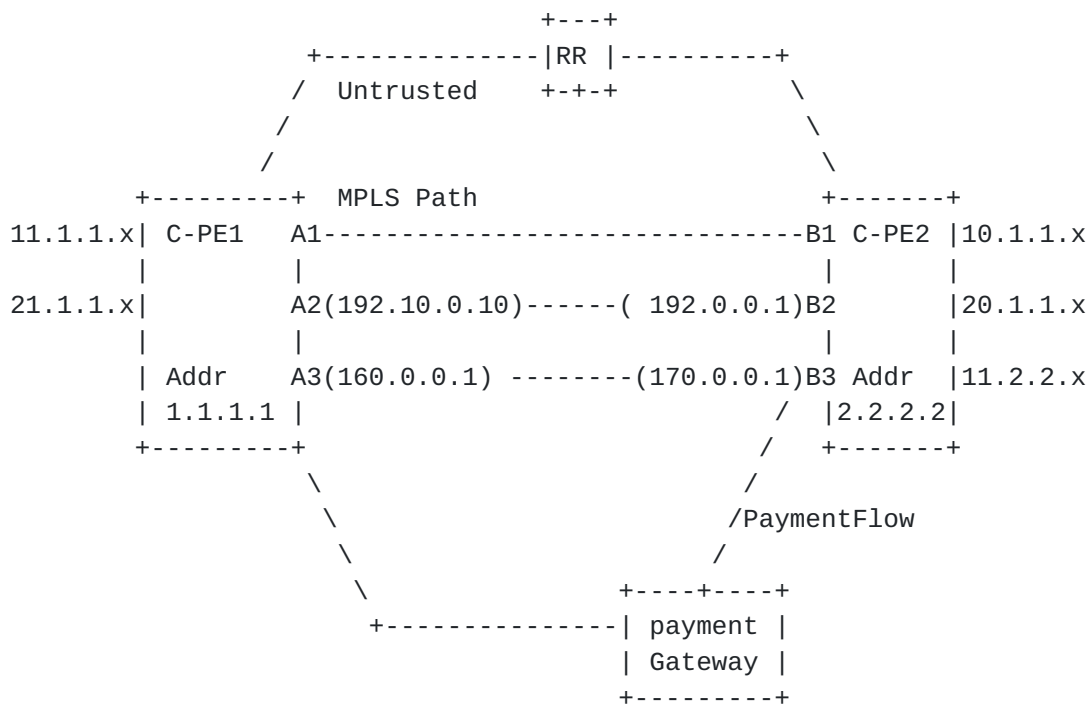 +---+
+--------------|RR |----------+
/ Untrusted +-+-+ \
/ \
/ \
+---------+ MPLS Path +-------+
11.1.1.x| C-PE1 A1-------------------------------B1 C-PE2 |10.1.1.x
| | | |
21.1.1.x| A2(192.10.0.10)------( 192.0.0.1)B2 |20.1.1.x
| | | |
| Addr A3(160.0.0.1) --------(170.0.0.1)B3 Addr |11.2.2.x
| 1.1.1.1 | / |2.2.2.2|
+---------+ / +-------+
\ /
\ /PaymentFlow
\ /
\ +----+----+
+---------------| payment |
| Gateway |
+---------+